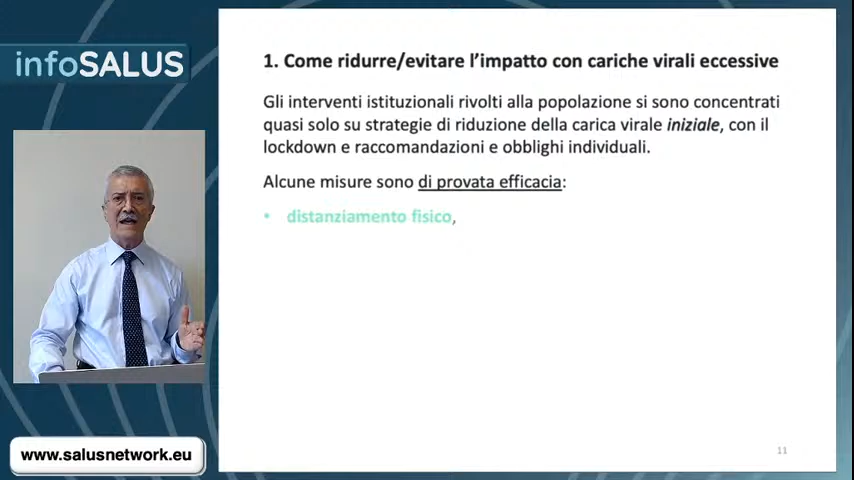 infoSALUS
1. Come ridurre/evitare l’impatto con cariche virali eccessive
Gli interventi istituzionali rivolti alla popolazione si sono concentrati
quasi solo su strategie di riduzione della carica virale iniziale, con il
lockdown e raccomandazioni e obblighi individuali.
Alcune misure sono di provata efficacia:
• distanziamento fisico,
www.salusnetwork.eu
11